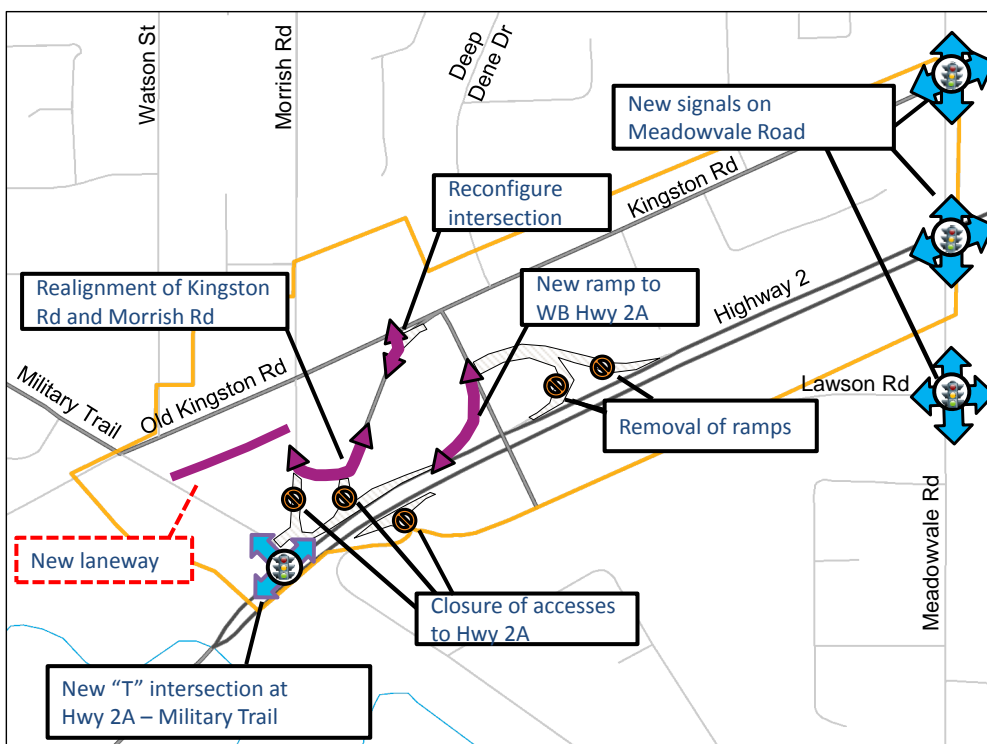 Watson St
Morrish Rd
Deep
Dene Dr
New signals on
Meadowvale Road
Reconfigure
intersection
Kingston Rd
Realignment of Kingston
Rd and Morrish Rd
New ramp to
WB Hwy 2A
Highway 2
Military Trail
Old Kingston Rd
Lawson Rd
Removal of ramps
New laneway
Meadowvale Rd
Closure of accesses
to Hwy 2A
New “T” intersection at
Hwy 2A – Military Trail